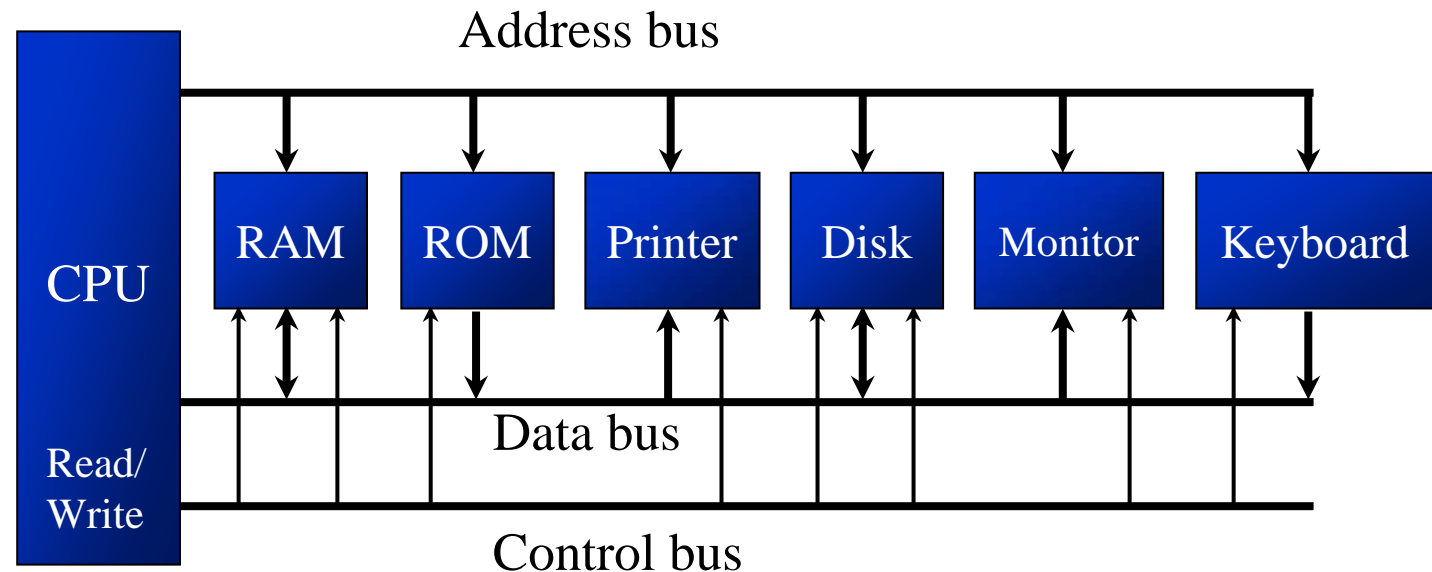 Address bus
CPU
RAM
ROM
Printer
Disk
Monitor
Keyboard
Data bus
Read/
Write
Control bus